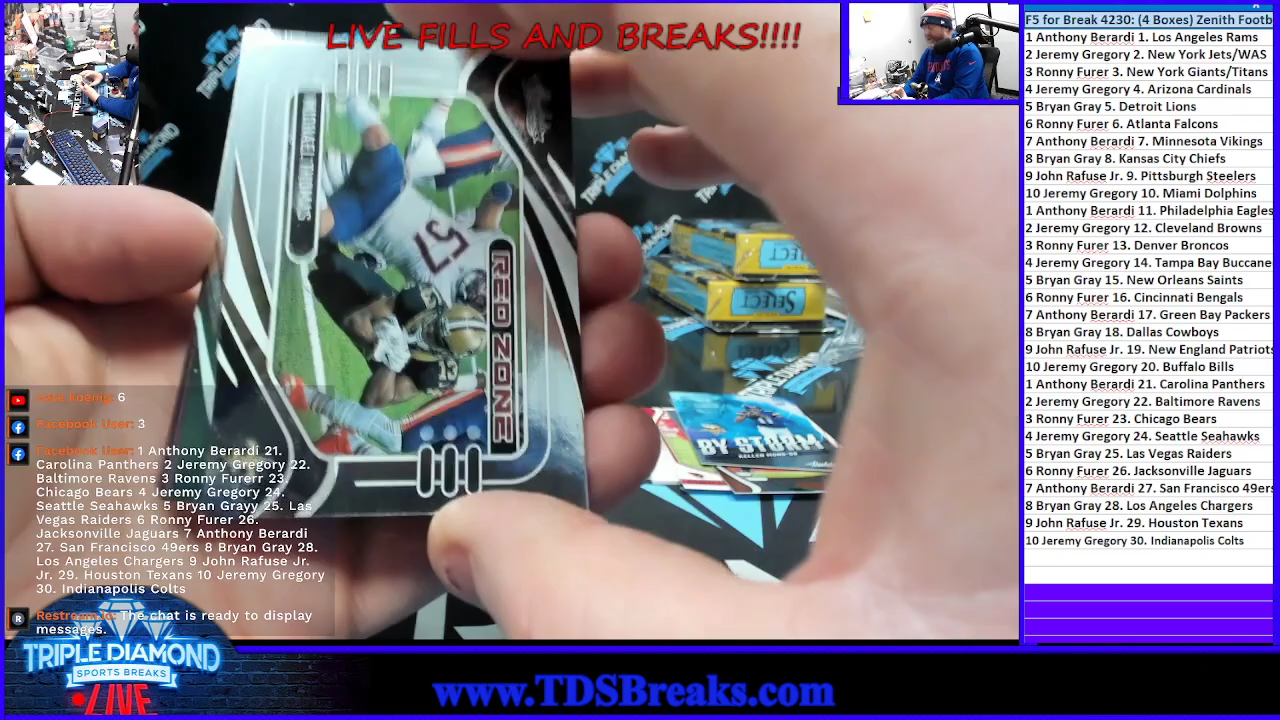 LIVE FILLS AND BREAKS!!!!
F5 for Break 4230: (4 Boxes) Zenith Footb
1 Anthony Berardi 1. Los Angeles Rams
2 Jeremy Gregory 2. New York Jets/WAS
3 Ronny Furer 3. New York Giants/Titans
4 Jeremy Gregory 4. Arizona Cardinals
5 Bryan Gray 5. Detroit Lions
6 Ronny Furer 6. Atlanta Falcons
7 Anthony Berardi 7. Minnesota Vikings
8 Bryan Gray 8. Kansas City Chiefs
9 John Rafuse Jr. 9. Pittsburgh Steelers
10 Jeremy Gregory 10. Miami Dolphins
1 Anthony Berardi 11. Philadelphia Eagles
2 Jeremy Gregory 12. Cleveland Browns
3 Ronny Furer 13. Denver Broncos
4 Jeremy Gregory 14. Tampa Bay Buccane
5 Bryan Gray 15. New Orleans Saints
6 Ronny Furer 16. Cincinnati Bengals
7 Anthony Berardi 17. Green Bay Packers
8 Bryan Gray 18. Dallas Cowboys
9 John Rafuse Jr. 19. New England Patriots
10 Jeremy Gregory 20. Buffalo Bills
1 Anthony Berardi 21. Carolina Panthers
2 Jeremy Gregory 22. Baltimore Ravens
3 Ronny Furer 23. Chicago Bears
4 Jeremy Gregory 24. Seattle Seahawks
5 Bryan Gray 25. Las Vegas Raiders
6 Ronny Furer 26. Jacksonville Jaguars
7 Anthony Berardi 27. San Francisco 49ers
8 Bryan Gray 28. Los Angeles Chargers
9 John Rafuse Jr. 29. Houston Texans
10 Jeremy Gregory 30. Indianapolis Colts
TRIPLE DIAMOND
MICHAEL THOMAS
RED ZONE
57
13
SELECT
SELECT
BY STORM
KELLEN MOND
6
Facebook User: 3
Facebook User: 1 Anthony Berardi 21.
Carolina Panthers 2 Jeremy Gregory 22.
Baltimore Ravens 3 Ronny Furerr 23.
Chicago Bears 4 Jeremy Gregory 24.
Seattle Seahawks 5 Bryan Grayy 25. Las
Vegas Raiders 6 Ronny Furer 26.
Jacksonville Jaguars 7 Anthony Berardi
27. San Francisco 49ers 8 Bryan Gray 28.
Los Angeles Chargers 9 John Rafuse Jr.
Jr. 29. Houston Texans 10 Jeremy Gregory
30. Indianapolis Colts
Restream.io: The chat is ready to display
messages.
TRIPLE DIAMOND
SPORTS BREAKS
LIVE
www.TDSBreaks.com